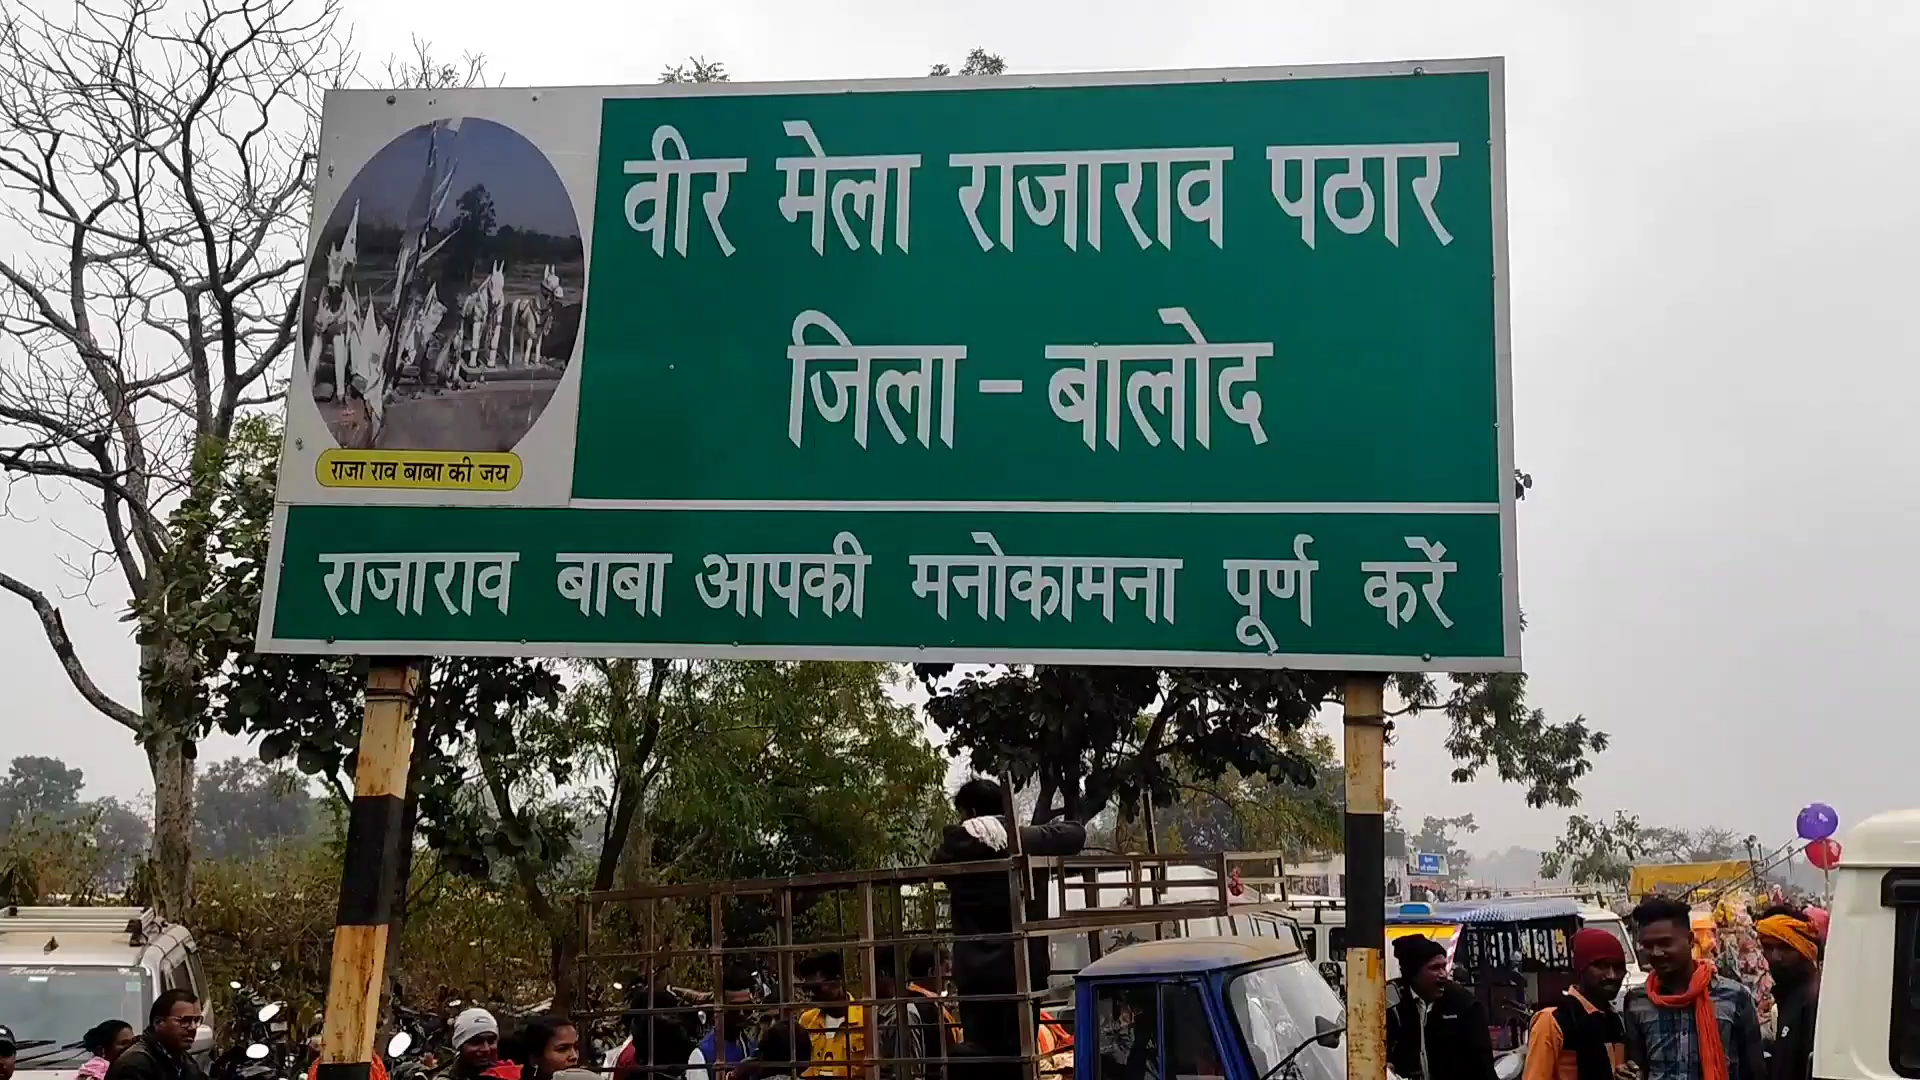 वीर मेला राजाराव पठार
जिला - बालोद
राजा राव बाबा की जय
राजाराव बाबा आपकी मनोकामना पूर्ण करें